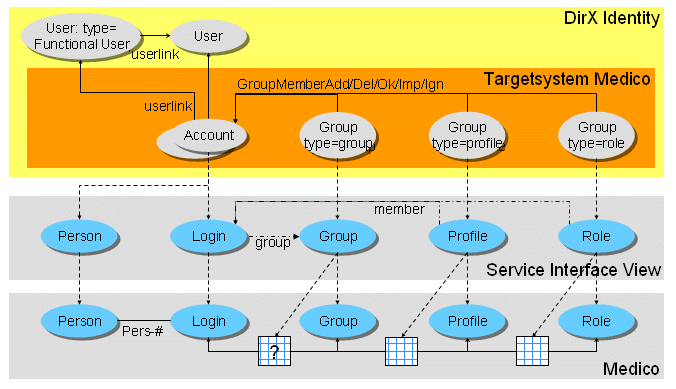 DirX Identity
User: type=
Functional User
User
userlink
Targetsystem Medico
GroupMemberAdd/Del/Ok/Imp/Ign
userlink
Account
Group
type=group
Group
type=profile
Group
type=role
member
Person
Login
group
Group
Profile
Role
Service Interface View
Person
Pers-#
Login
Group
Profile
Role
?
Medico